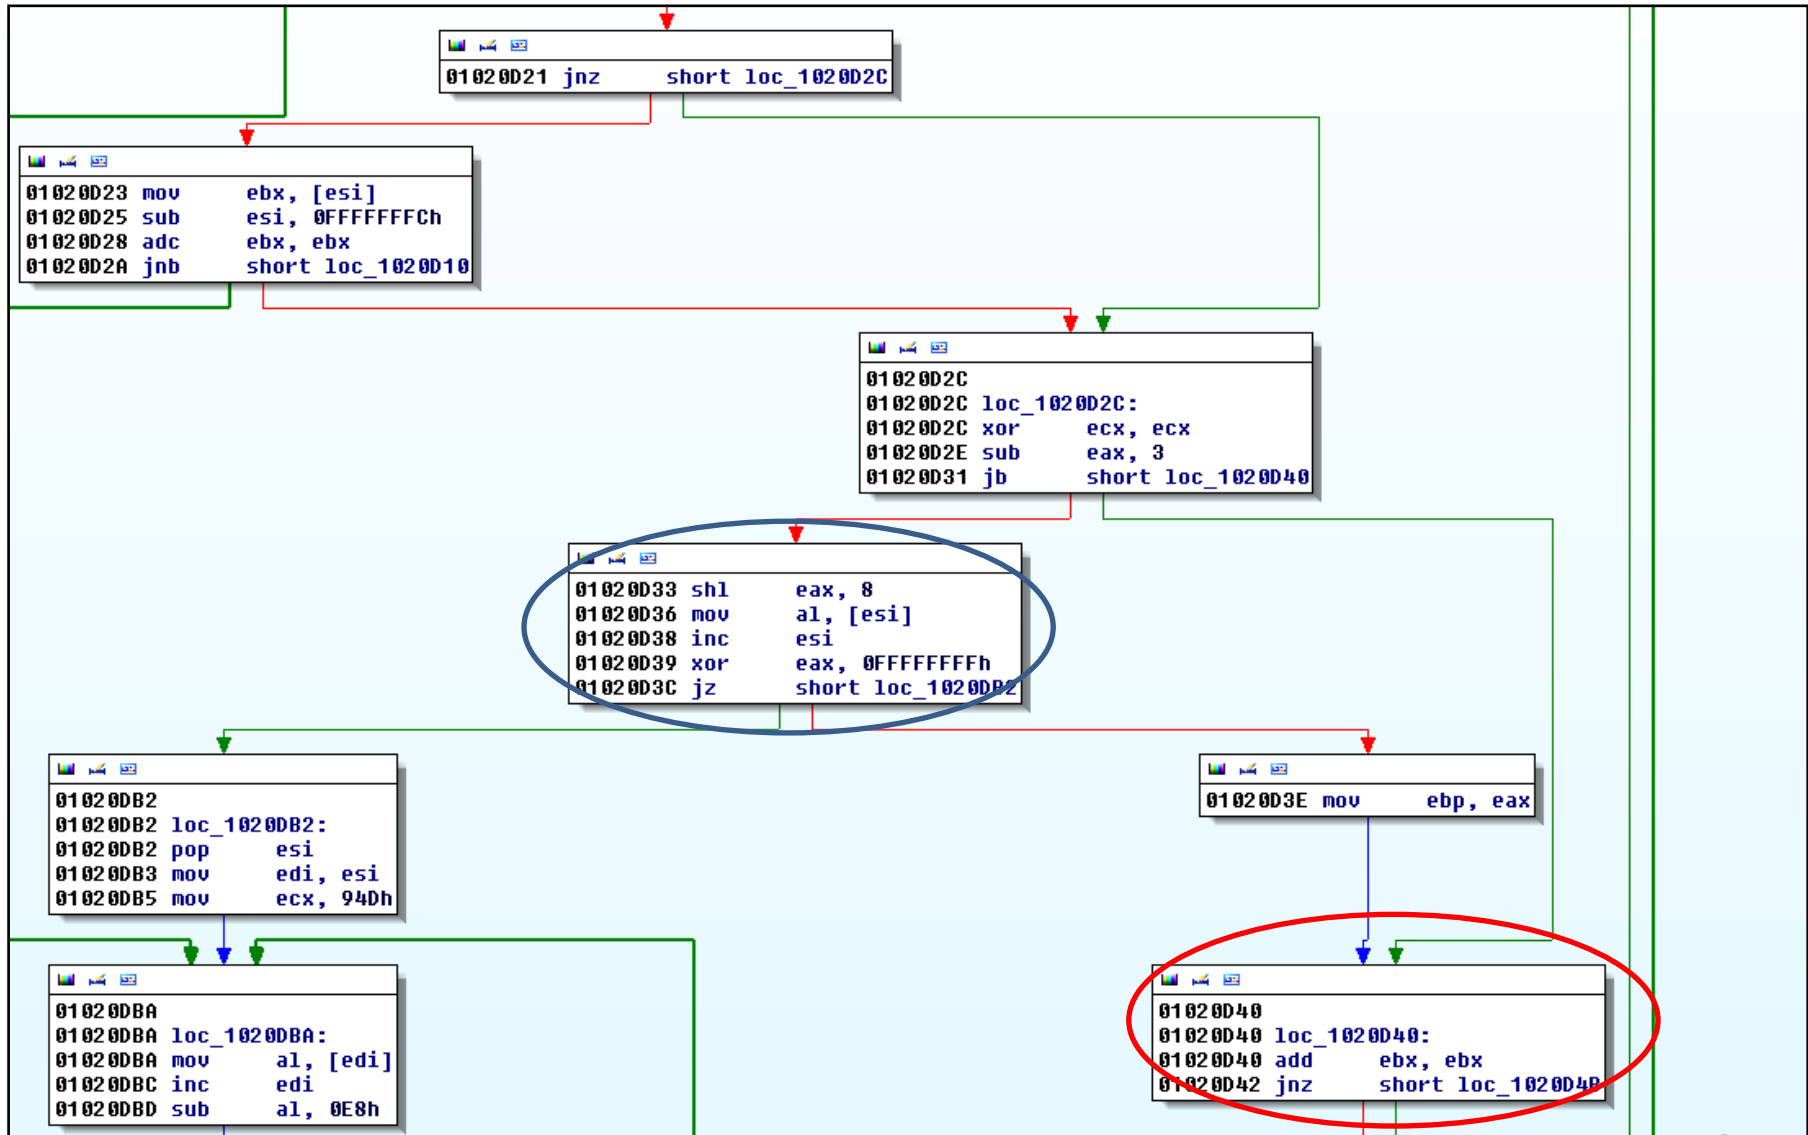 01020D21 jnz short loc_1020D2C
01020D23 mov ebx, [esi]
01020D25 sub esi, 0FFFFFFFCh
01020D28 adc ebx, ebx
01020D2A jnb short loc_1020D10
01020D2C
01020D2C loc_1020D2C:
01020D2C xor ecx, ecx
01020D2E sub eax, 3
01020D31 jb short loc_1020D40
01020D33 shl eax, 8
01020D36 mov al, [esi]
01020D38 inc esi
01020D39 xor eax, 0FFFFFFFFh
01020D3C jz short loc_1020DB2
01020DB2
01020DB2 loc_1020DB2:
01020DB2 pop esi
01020DB3 mov edi, esi
01020DB5 mov ecx, 94Dh
01020D3E mov ebp, eax
01020DBA
01020DBA loc_1020DBA:
01020DBA mov al, [edi]
01020DBC inc edi
01020DBD sub al, 0E8h
01020D40
01020D40 loc_1020D40:
01020D40 add ebx, ebx
01020D42 jnz short loc_1020D4B